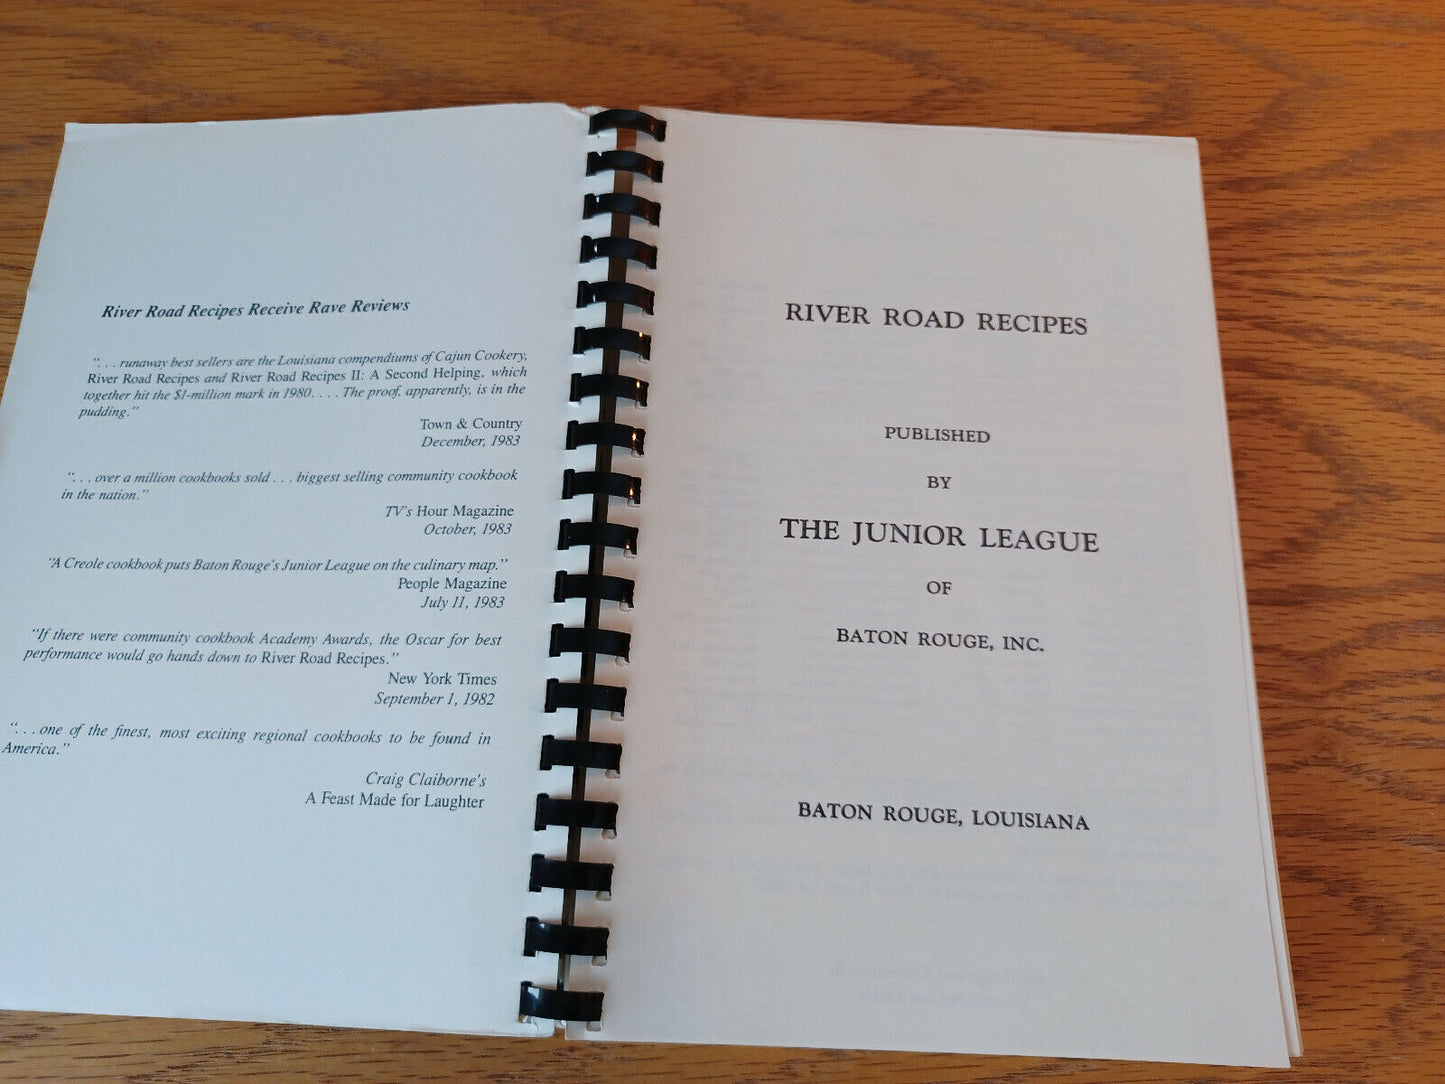 River Road Recipes Receive Rave Reviews
“. . . runaway best sellers are the Louisiana compendiums of Cajun Cookery,
River Road Recipes and River Road Recipes II: A Second Helping, which
together hit the $1-million mark in 1980. . . . The proof, apparently, is in the
pudding.”
Town & Country
December, 1983
“. . . over a million cookbooks sold . . . biggest selling community cookbook
in the nation.”
TV’s Hour Magazine
October, 1983
“A Creole cookbook puts Baton Rouge’s Junior League on the culinary map.”
People Magazine
July 11, 1983
“If there were community cookbook Academy Awards, the Oscar for best
performance would go hands down to River Road Recipes.”
New York Times
September 1, 1982
“. . . one of the finest, most exciting regional cookbooks to be found in
America.”
Craig Claiborne’s
A Feast Made for Laughter
RIVER ROAD RECIPES
PUBLISHED
BY
THE JUNIOR LEAGUE
OF
BATON ROUGE, INC.
BATON ROUGE, LOUISIANA